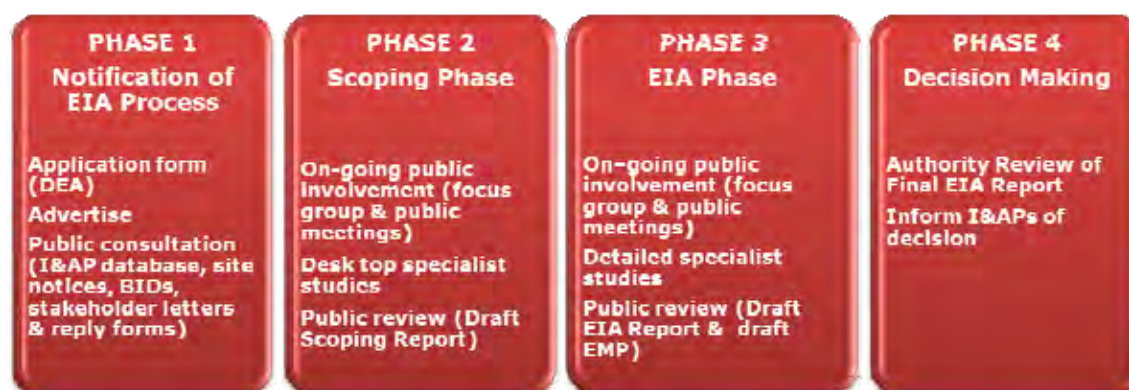 PHASE 1
Notification of
EIA Process
Application form
(DEA)
Advertise
Public consultation
(I&AP database, site
notices, BIDs,
stakeholder letters
& reply forms)
PHASE 2
Scoping Phase
On-going public
involvement (focus
group & public
meetings)
Desk top specialist
studies
Public review (Draft
Scoping Report)
PHASE 3
EIA Phase
On-going public
involvement (focus
group & public
meetings)
Detailed specialist
studies
Public review (Draft
EIA Report & draft
EMP)
PHASE 4
Decision Making
Authority Review of
Final EIA Report
Inform I&APs of
decision